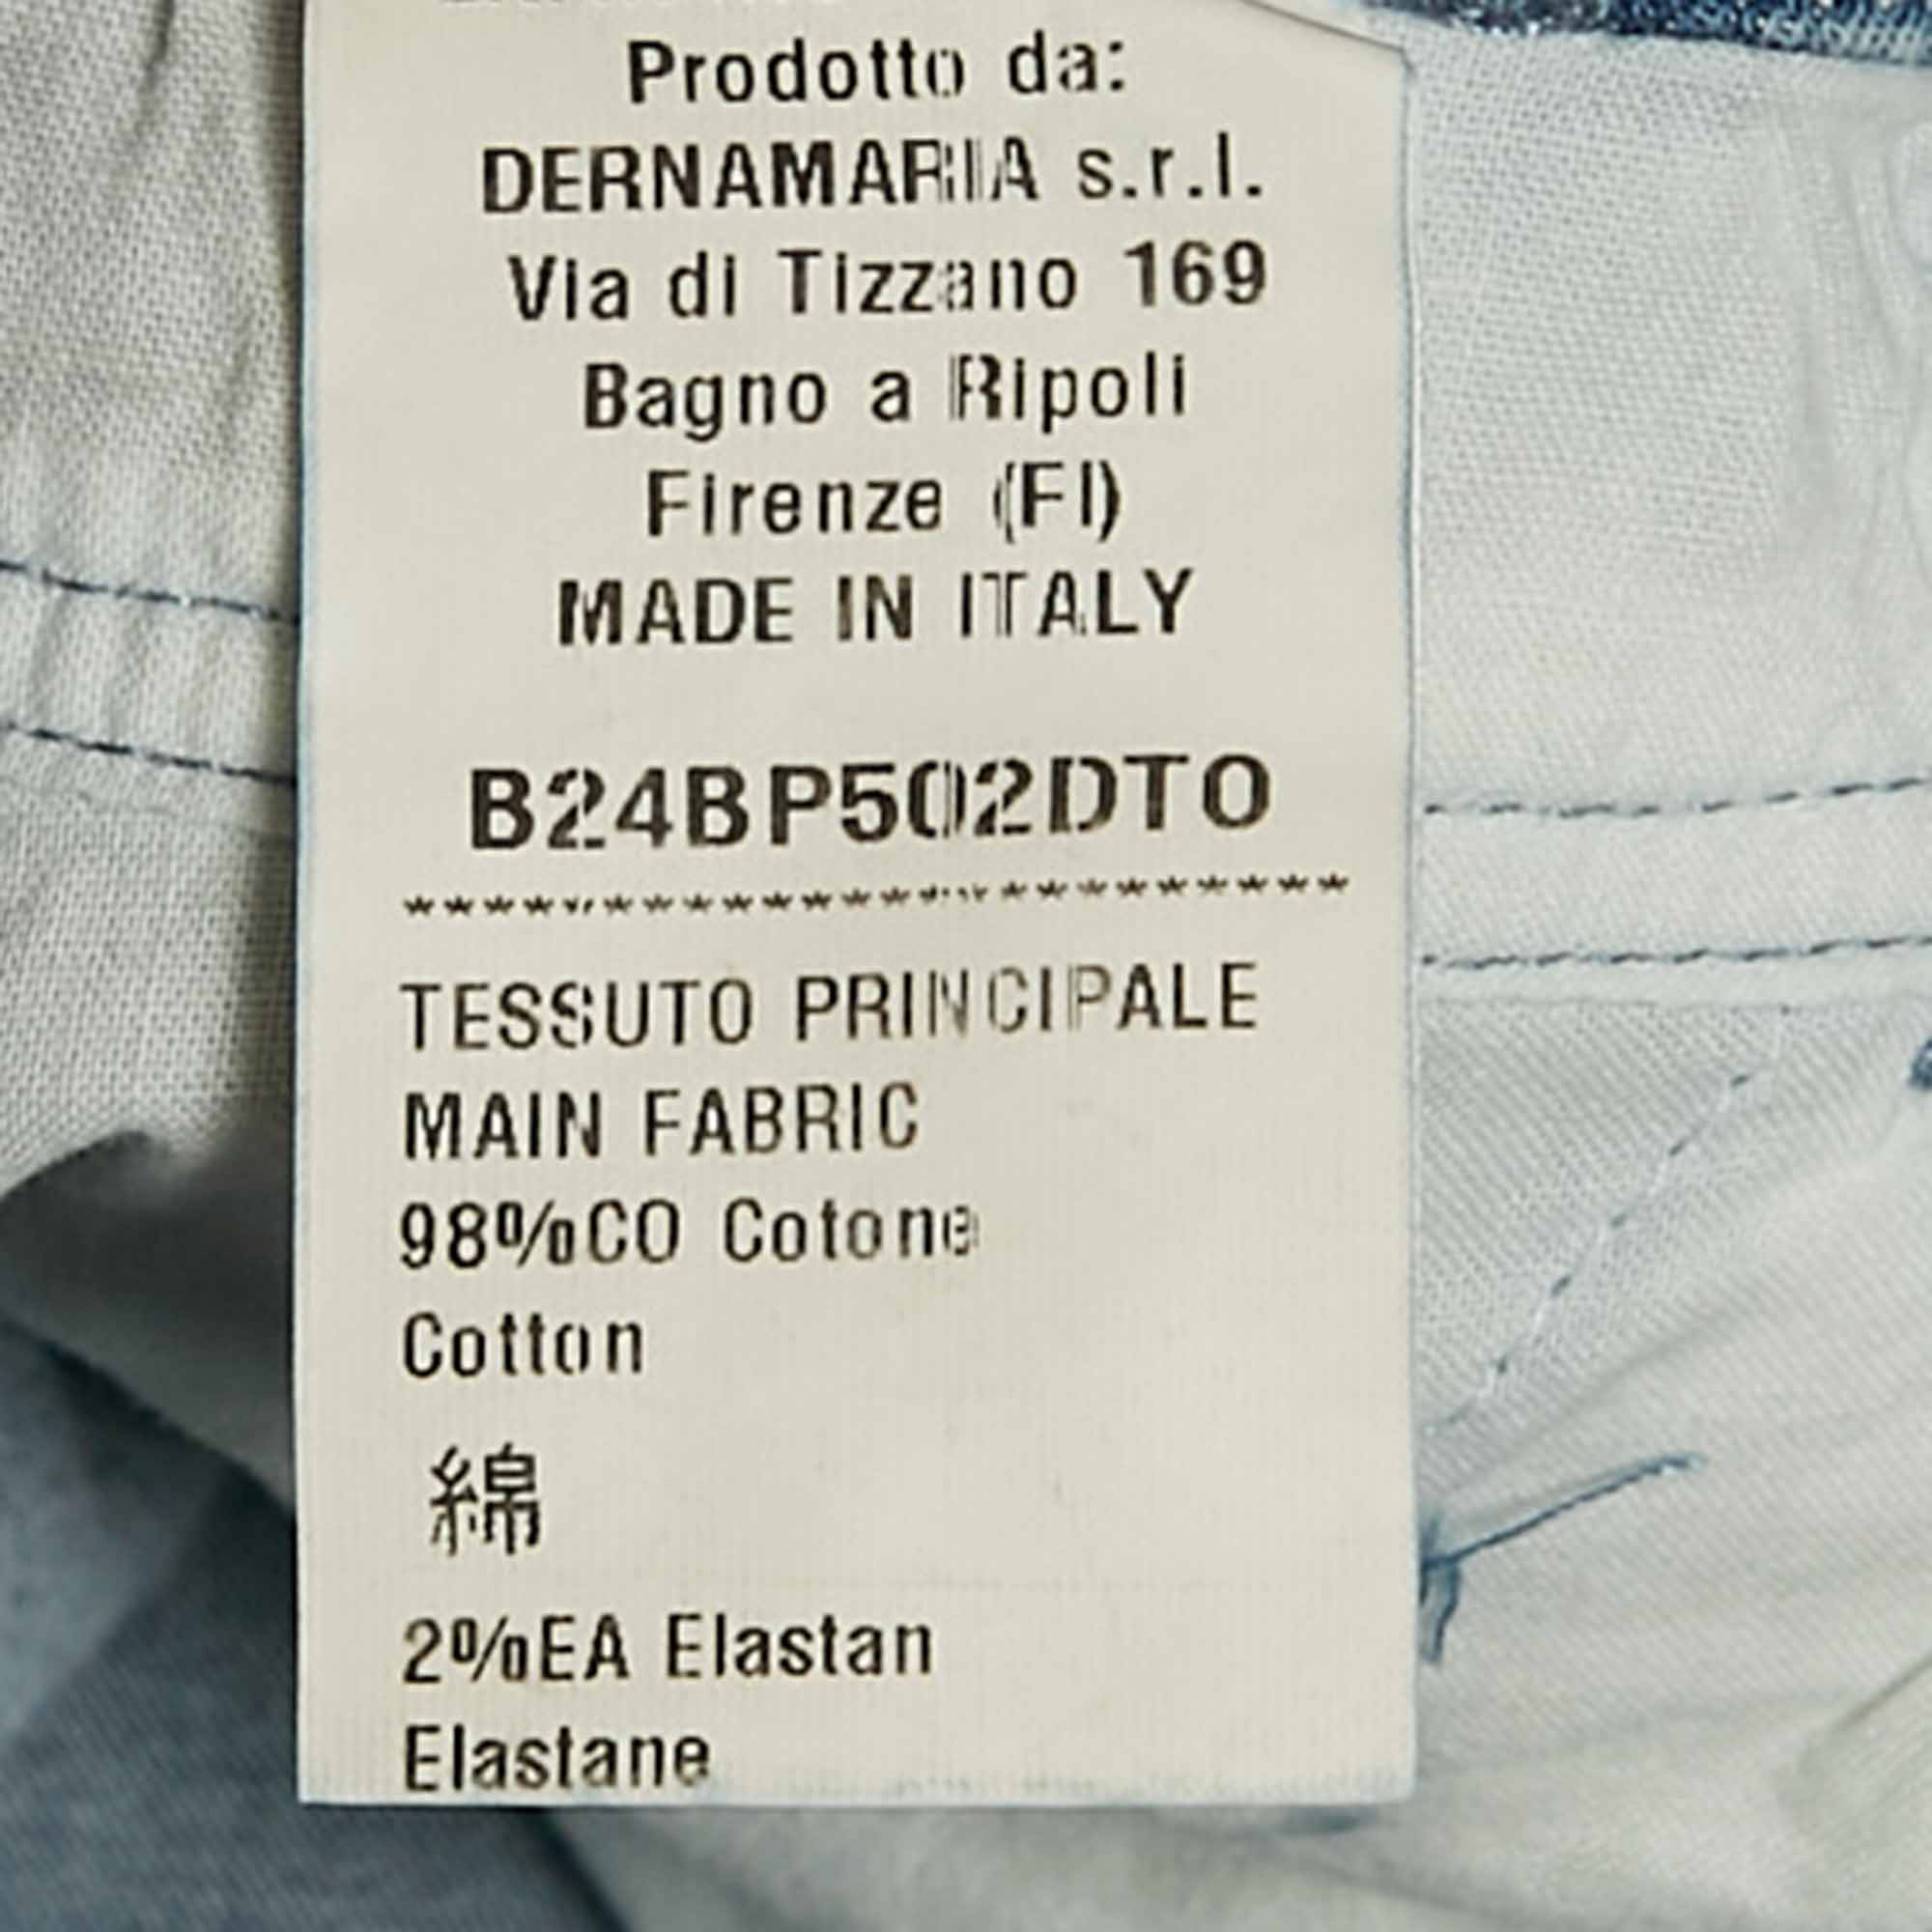 Prodotto da:
DERNAMARIA s.r.l.
Via di Tizzano 169
Bagno a Ripoli
Firenze (FI)
MADE IN ITALY
B24BP502DTO
************************
TESSUTO PRINCIPALE
MAIN FABRIC
98%CO Cotone
Cotton
綿
2%EA Elastan
Elastane